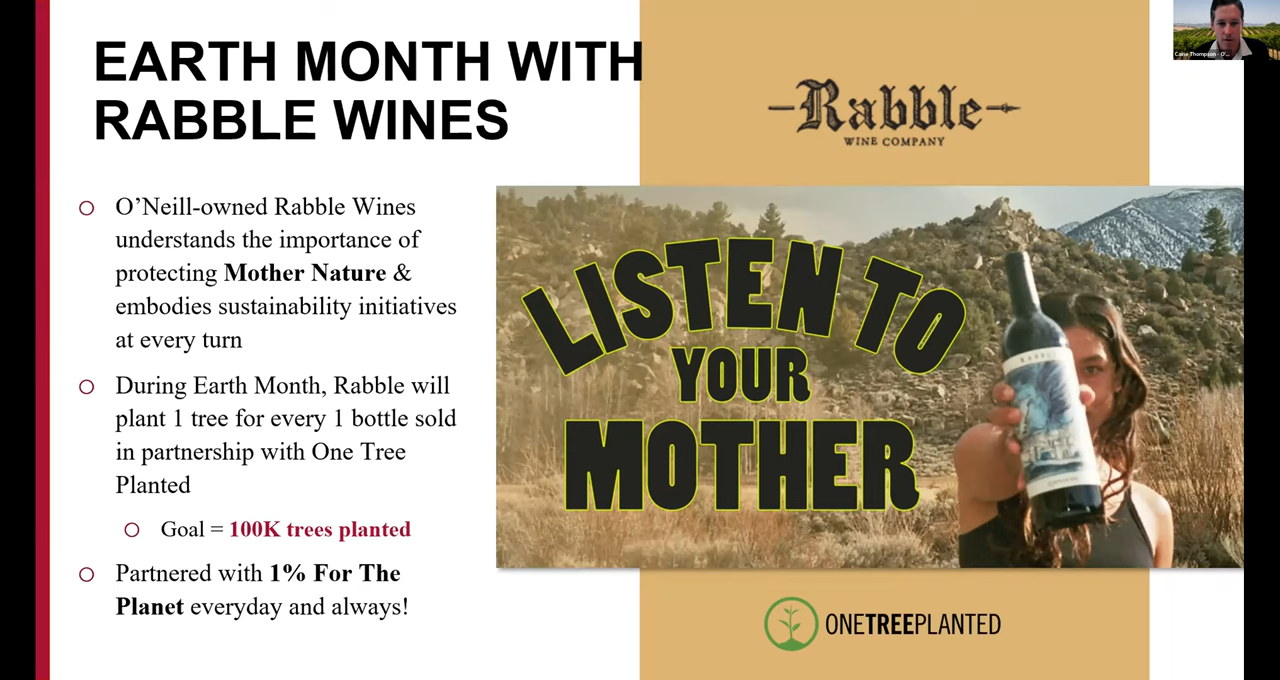 EARTH MONTH WITH
RABBLE WINES
O’Neill-owned Rabble Wines
understands the importance of
protecting Mother Nature &
embodies sustainability initiatives
at every turn
During Earth Month, Rabble will
plant 1 tree for every 1 bottle sold
in partnership with One Tree
Planted
Goal = 100K trees planted
Partnered with 1% For The
Planet everyday and always!
Rabble
WINE COMPANY
LISTEN TO
YOUR
MOTHER
RABBLE
ONETREEPLANTED
Caine Thompson - O'...